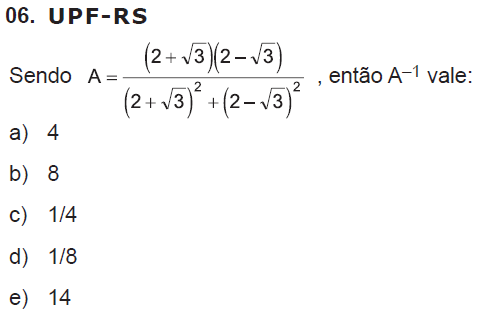 06. UPF-RS
Sendo A = (2 + √3)(2 – √3) / (2 + √3)² + (2 – √3)² , então A⁻¹ vale:
a) 4
b) 8
c) 1/4
d) 1/8
e) 14